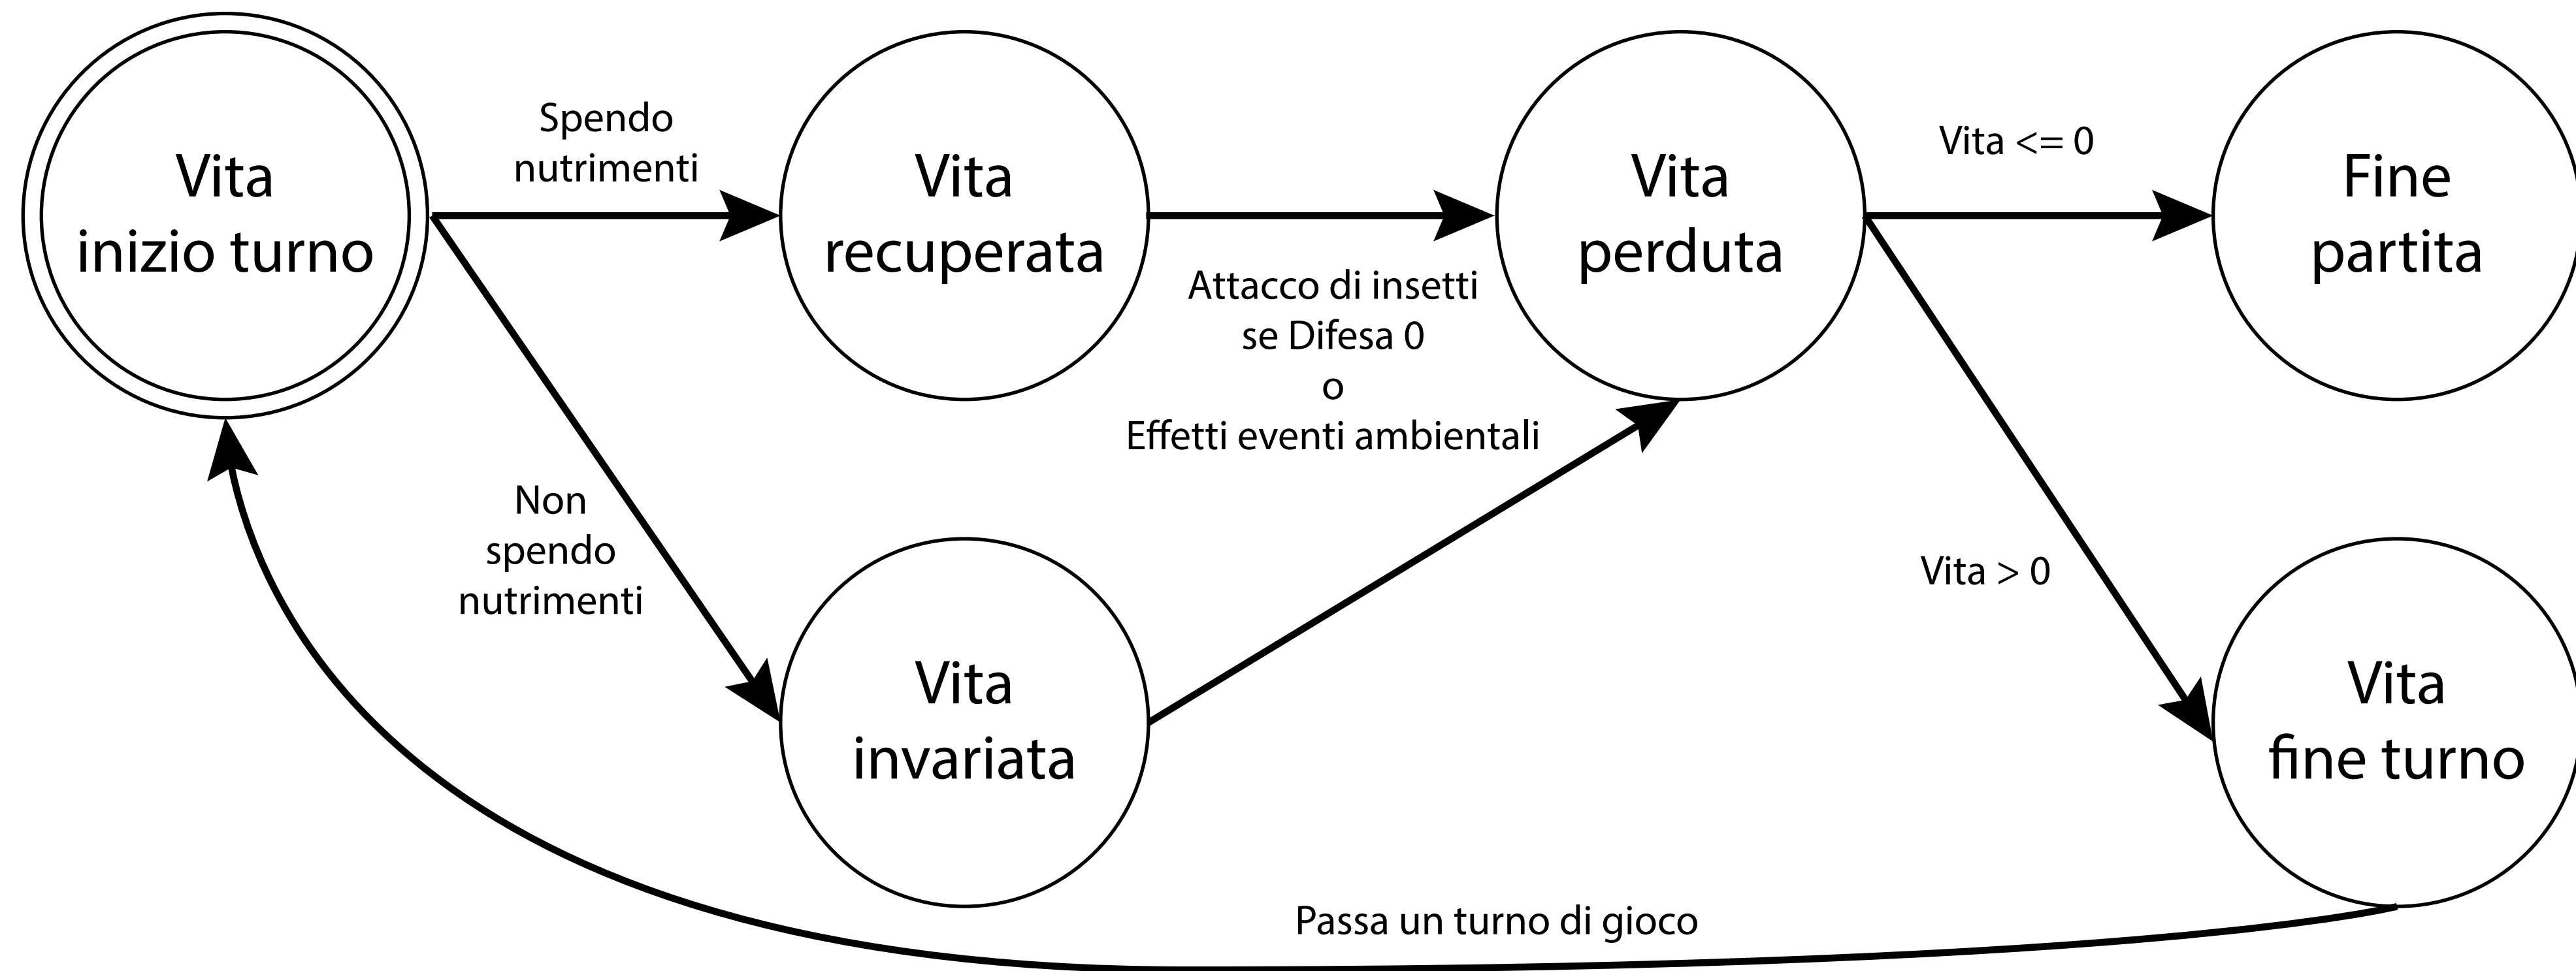 Vita
inizio turno
Spendo
nutrimenti
Vita
recuperata
Attacco di insetti
se Difesa 0
o
Effetti eventi ambientali
Vita
perduta
Vita <= 0
Fine
partita
Non
spendo
nutrimenti
Vita
invariata
Vita > 0
Vita
fine turno
Passa un turno di gioco